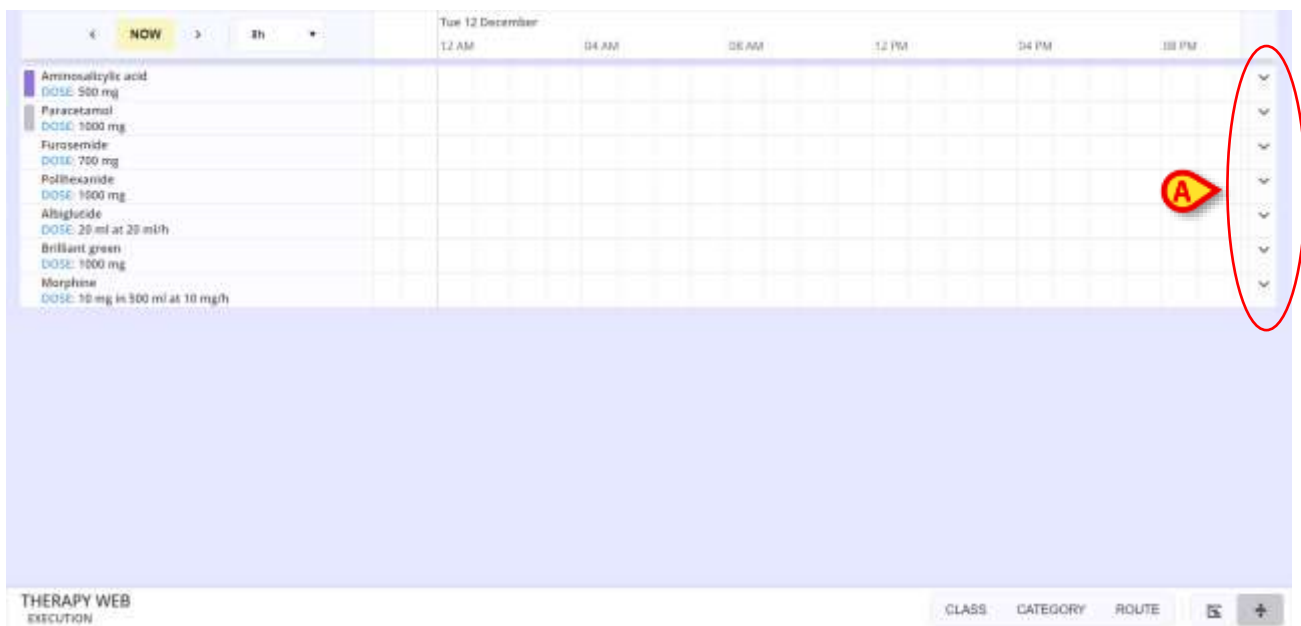 Tue 12 December
NOW
8h
12 AM 04 AM 08 AM 12 PM 04 PM 08 PM
Aminosalicylic acid
DOSE: 500 mg
Paracetamol
DOSE: 1000 mg
Furosemide
DOSE: 700 mg
Polihexanide
DOSE: 1000 mg
A
Albiglucide
DOSE: 20 ml at 20 ml/h
Brilliant green
DOSE: 1000 mg
Morphine
DOSE: 10 mg in 500 ml at 10 mg/h
THERAPY WEB
EXECUTION
CLASS CATEGORY ROUTE